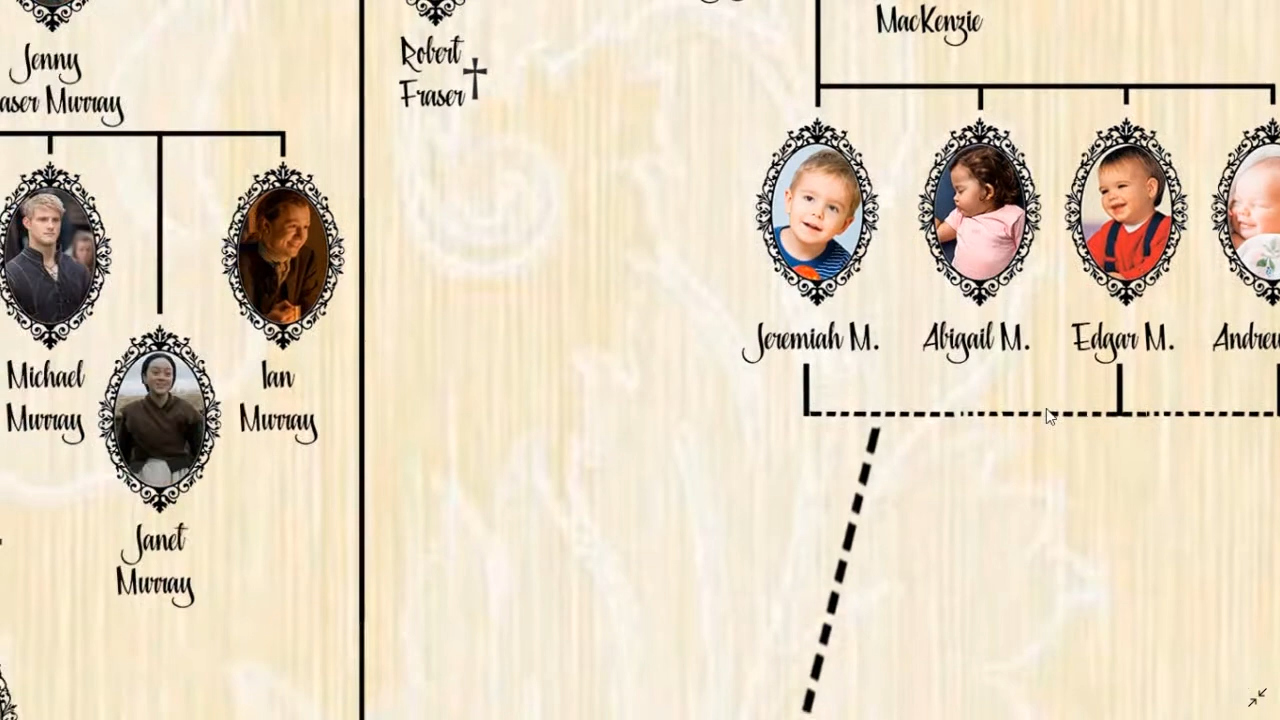 Jenny
aser Murray
Robert
Fraser
MacKenzie
Michael
Murray
Ian
Murray
Janet
Murray
Jeremiah M.
Abigail M.
Edgar M.
Andrew